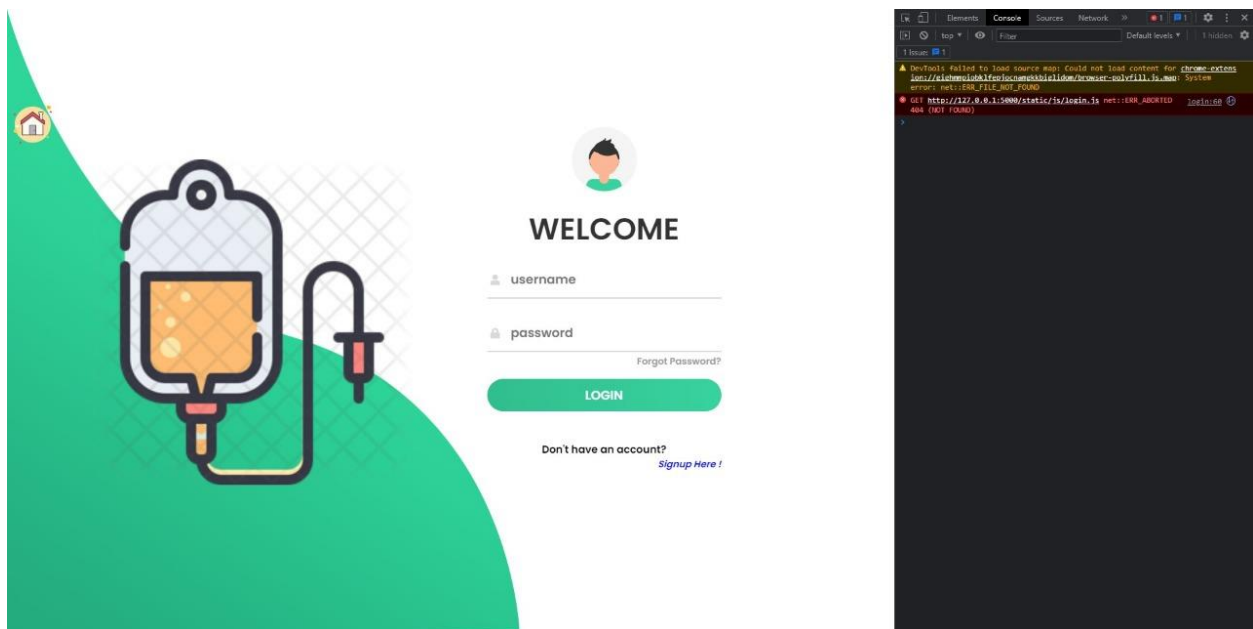 WELCOME
username
password
Forgot Password?
LOGIN
Don't have an account?
Signup Here !
Elements Console Sources Network » 1 1
top Filter Default levels 1 hidden
1 Issue: 1
DevTools failed to load source map: Could not load content for chrome-extens
browser-polyfill.js.map: System
error: net::ERR_FILE_NOT_FOUND
GET http://127.0.0.1:5000/static/js/login.js net::ERR_ABORTED login:60
404 (NOT FOUND)